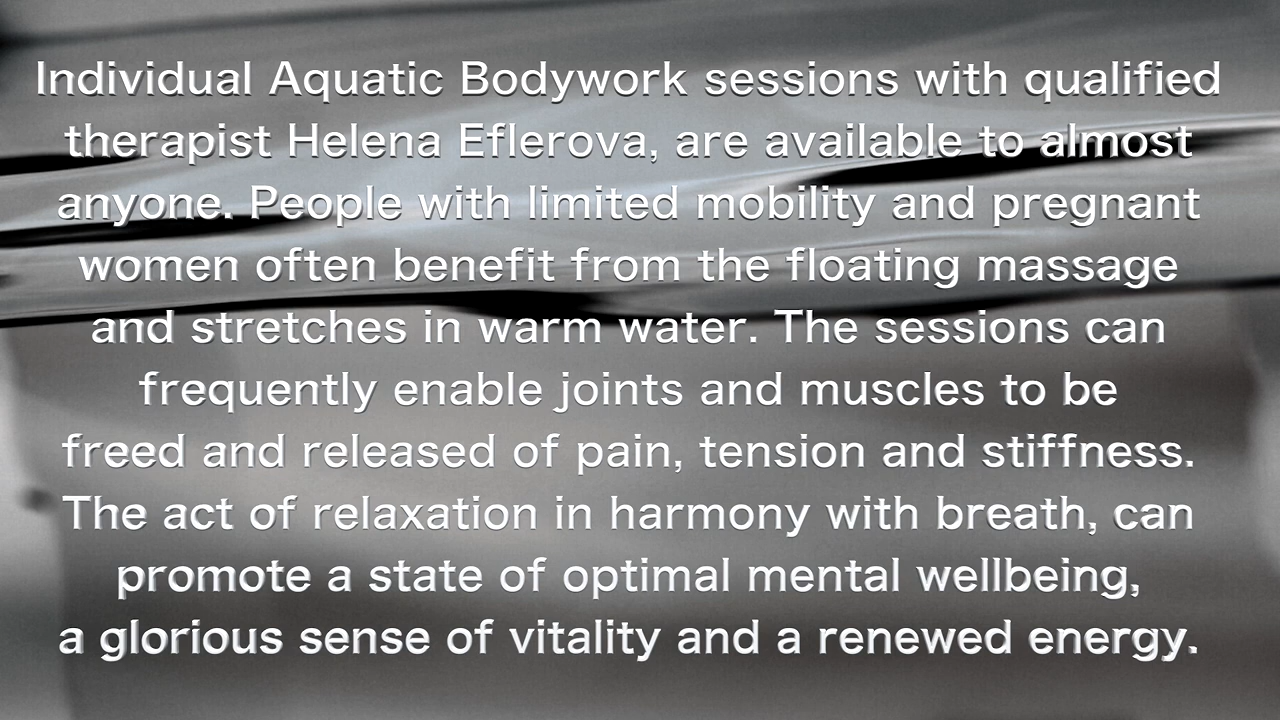 Individual Aquatic Bodywork sessions with qualified
therapist Helena Eflerova, are available to almost
anyone. People with limited mobility and pregnant
women often benefit from the floating massage
and stretches in warm water. The sessions can
frequently enable joints and muscles to be
freed and released of pain, tension and stiffness.
The act of relaxation in harmony with breath, can
promote a state of optimal mental wellbeing,
a glorious sense of vitality and a renewed energy.